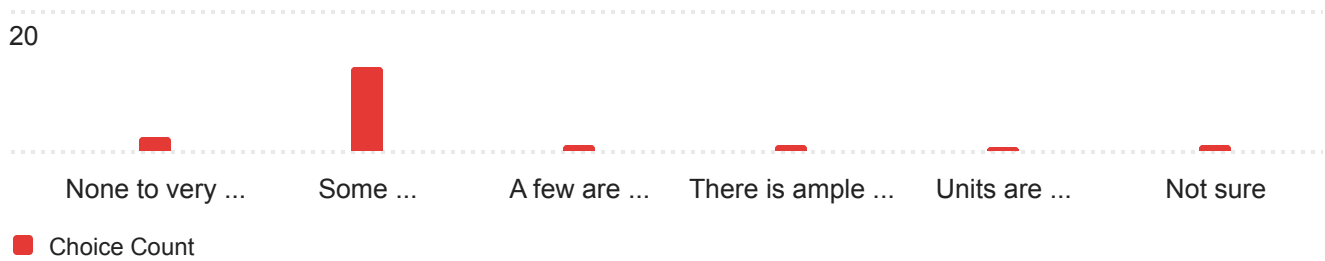 20
None to very ... Some ... A few are ... There is ample ... Units are ... Not sure
Choice Count